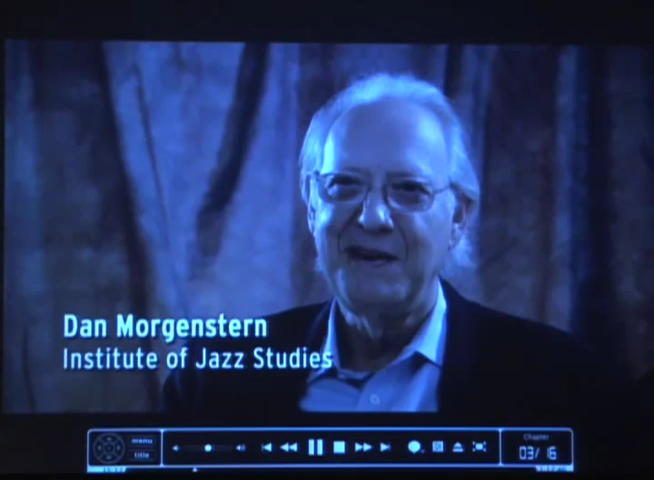 Dan Morgenstern
Institute of Jazz Studies
menu
title
Chapter
03/ 16